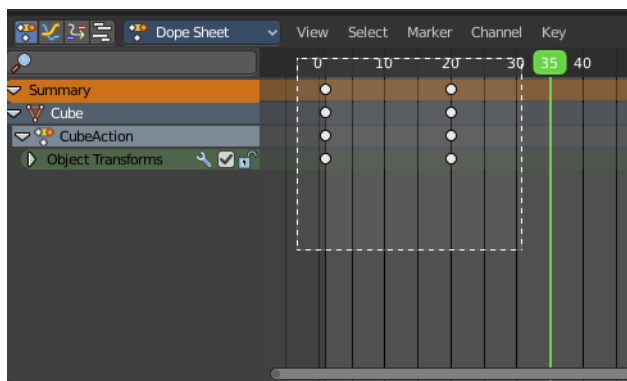 Dope Sheet View Select Marker Channel Key
0 10 20 30 35 40
Summary
Cube
CubeAction
Object Transforms